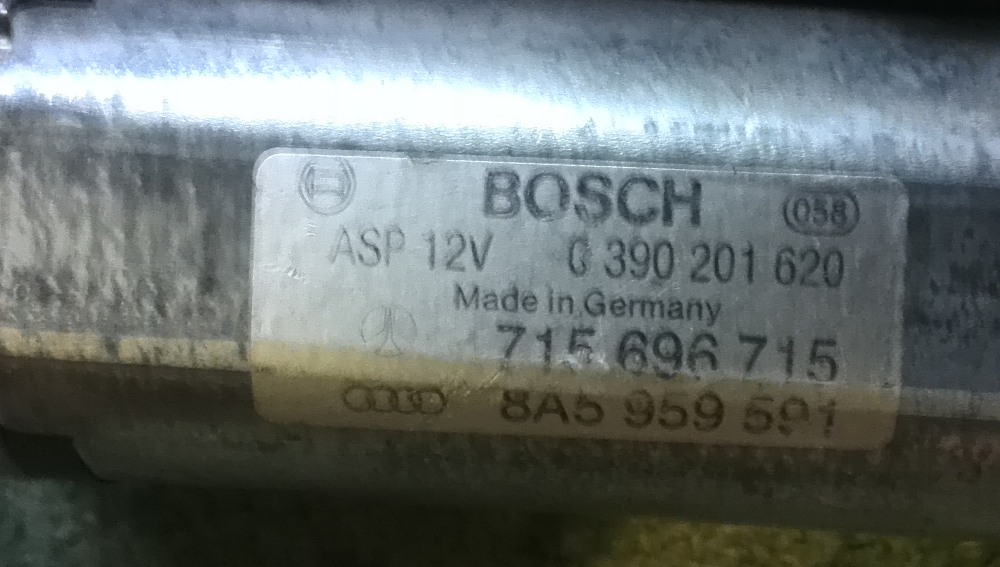 BOSCH 058
ASP 12V 0 390 201 620
Made in Germany
715 696 715
8A5 959 591